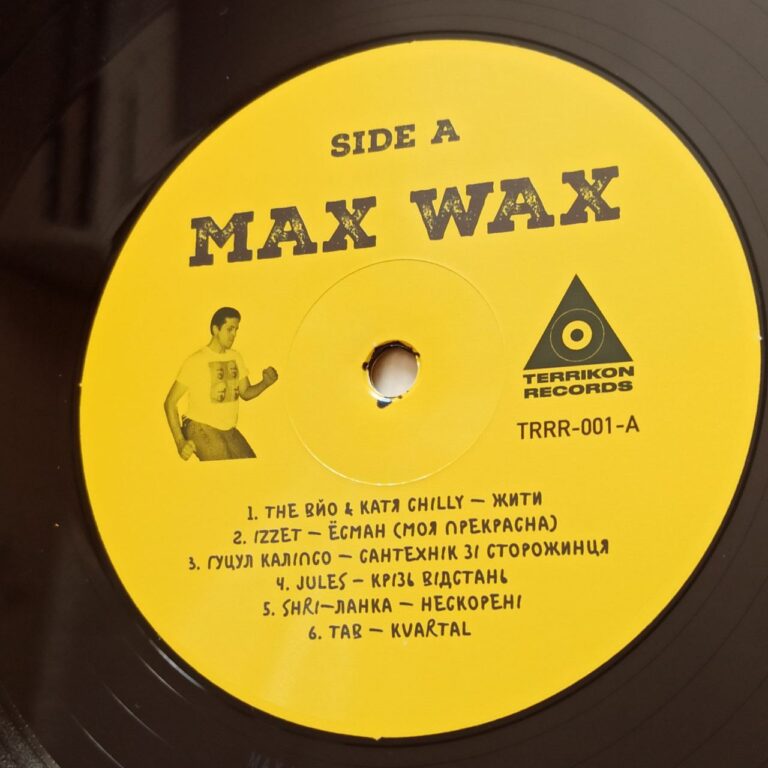 SIDE A
MAX WAX
TERRIKON
RECORDS
TRRR-001-A
1. THE ВЙО & КАТЯ CHILLY – ЖИТИ
2. IZZET – ЁСМАН (МОЯ ПРЕКРАСНА)
3. ГУЦУЛ КАЛІПСО – САНТЕХНІК ЗІ СТОРОЖИНЦЯ
4. JULES – КРІЗЬ ВІДСТАНЬ
5. SHRI–ЛАНКА – НЕСКОРЕНІ
6. ТАВ – KVARTAL